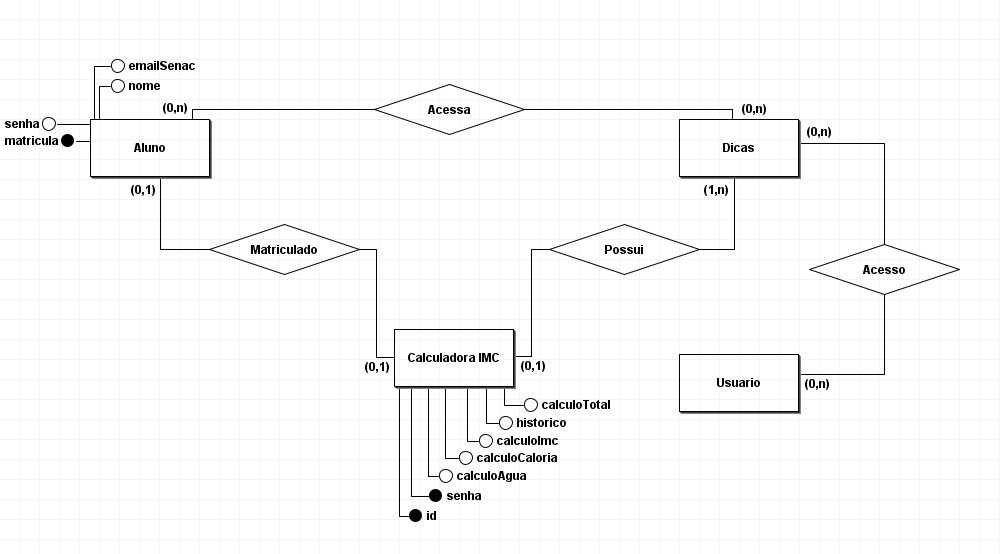 emailSenac
nome
(0,n)
Acessa
(0,n)
senha
matricula
Aluno
Dicas
(0,n)
(0,1)
(1,n)
Matriculado
Possui
Acesso
(0,1)
Calculadora IMC
(0,1)
Usuario
(0,n)
calculoTotal
historico
calculoImc
calculoCaloria
calculoAgua
senha
id